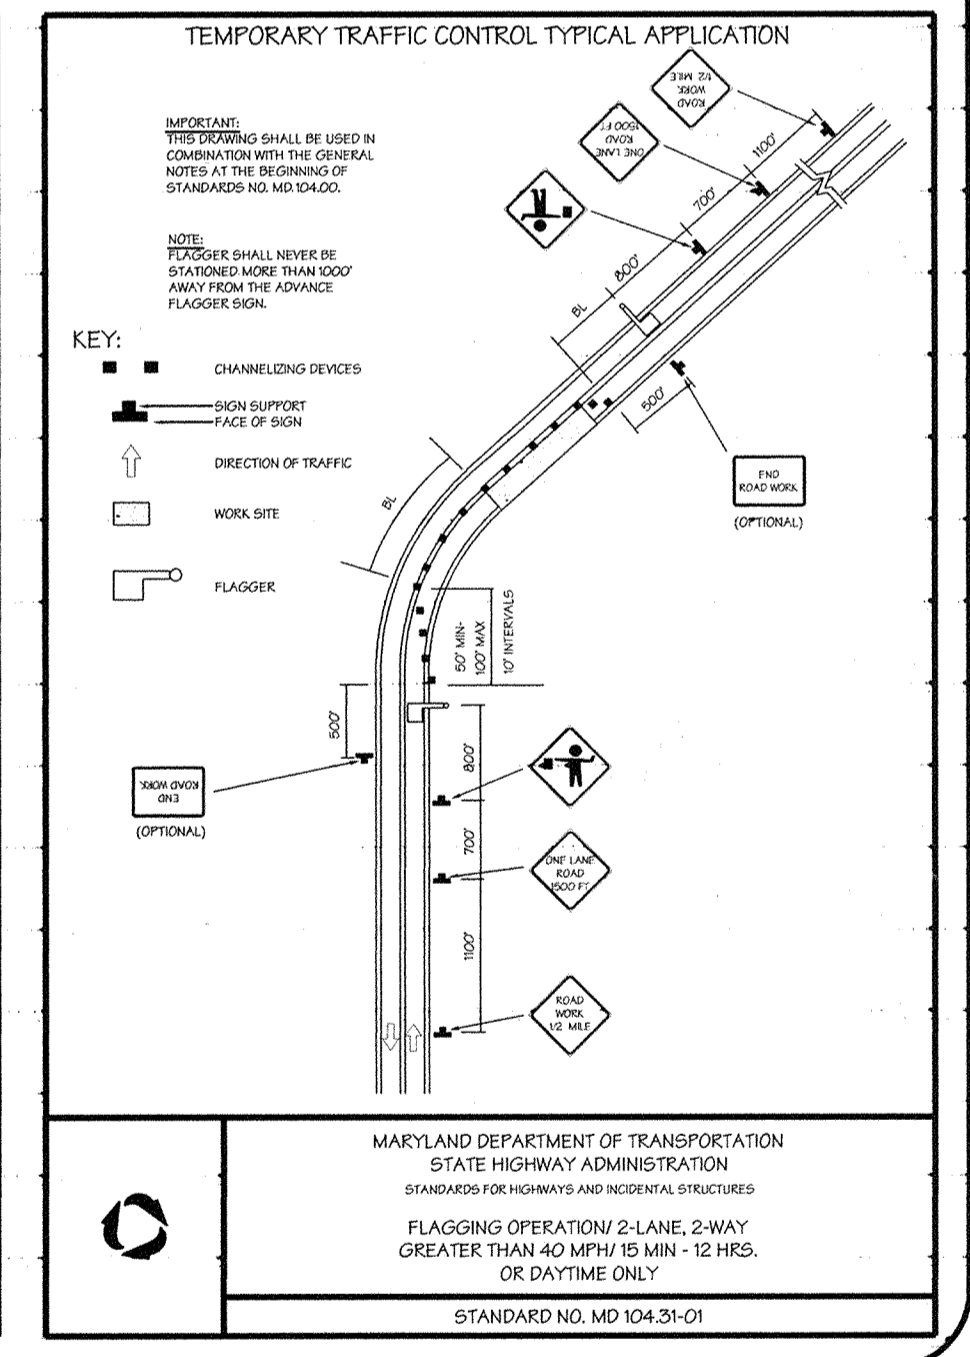 TEMPORARY TRAFFIC CONTROL TYPICAL APPLICATION
IMPORTANT:
THIS DRAWING SHALL BE USED IN
COMBINATION WITH THE GENERAL
NOTES AT THE BEGINNING OF
STANDARDS NO. MD.104.00.
NOTE:
FLAGGER SHALL NEVER BE
STATIONED MORE THAN 1000'
AWAY FROM THE ADVANCE
FLAGGER SIGN.
KEY:
CHANNELIZING DEVICES
SIGN SUPPORT
FACE OF SIGN
DIRECTION OF TRAFFIC
WORK SITE
FLAGGER
ROAD
WORK
1/2 MILE
ONE LANE
ROAD
1500 FT
1100'
700'
800'
BL
500'
END
ROAD WORK
(OPTIONAL)
BL
50' MIN-
100' MAX
10' INTERVALS
500'
END
ROAD WORK
(OPTIONAL)
800'
700'
1100'
ONE LANE
ROAD
1500 FT
ROAD
WORK
1/2 MILE
MARYLAND DEPARTMENT OF TRANSPORTATION
STATE HIGHWAY ADMINISTRATION
STANDARDS FOR HIGHWAYS AND INCIDENTAL STRUCTURES
FLAGGING OPERATION/ 2-LANE, 2-WAY
GREATER THAN 40 MPH/ 15 MIN - 12 HRS.
OR DAYTIME ONLY
STANDARD NO. MD 104.31-01